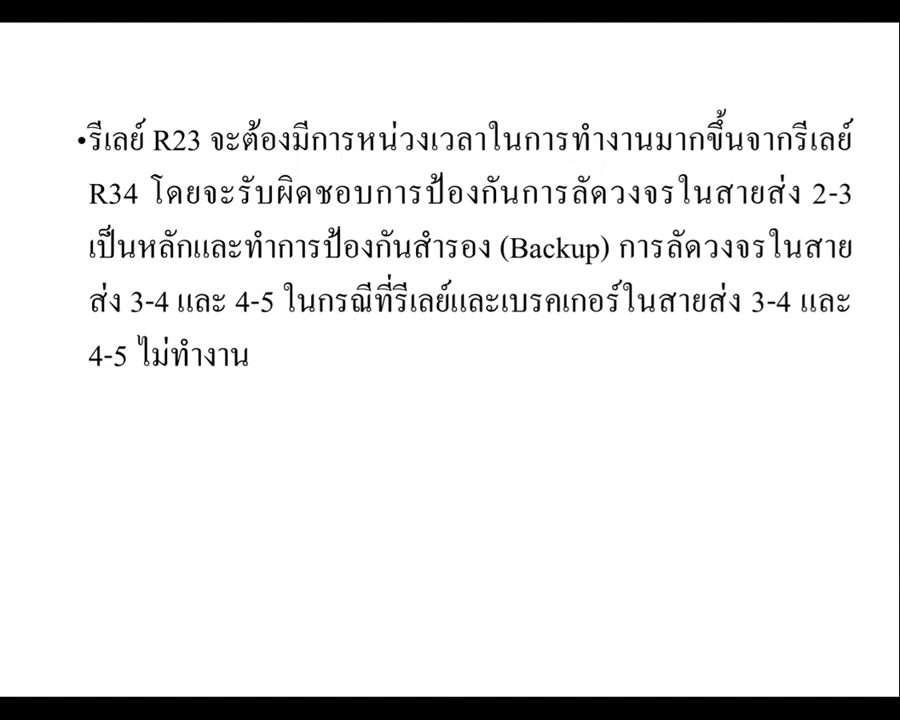 •รีเลย์ R23 จะต้องมีการหน่วงเวลาในการทำงานมากขึ้นจากรีเลย์
R34 โดยจะรับผิดชอบการป้องกันการลัดวงจรในสายส่ง 2-3
เป็นหลักและทำการป้องกันสำรอง (Backup) การลัดวงจรในสาย
ส่ง 3-4 และ 4-5 ในกรณีที่รีเลย์และเบรคเกอร์ในสายส่ง 3-4 และ
4-5 ไม่ทำงาน